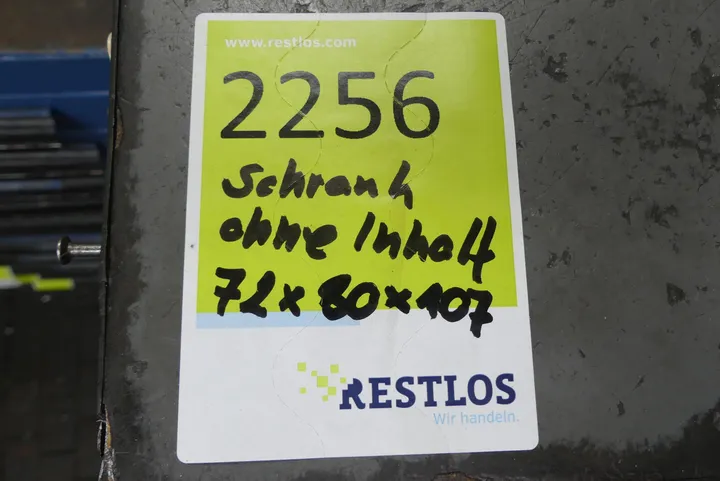 www.restlos.com
2256
Schrank
ohne Inhalt
72x80x107
RESTLOS
Wir handeln.